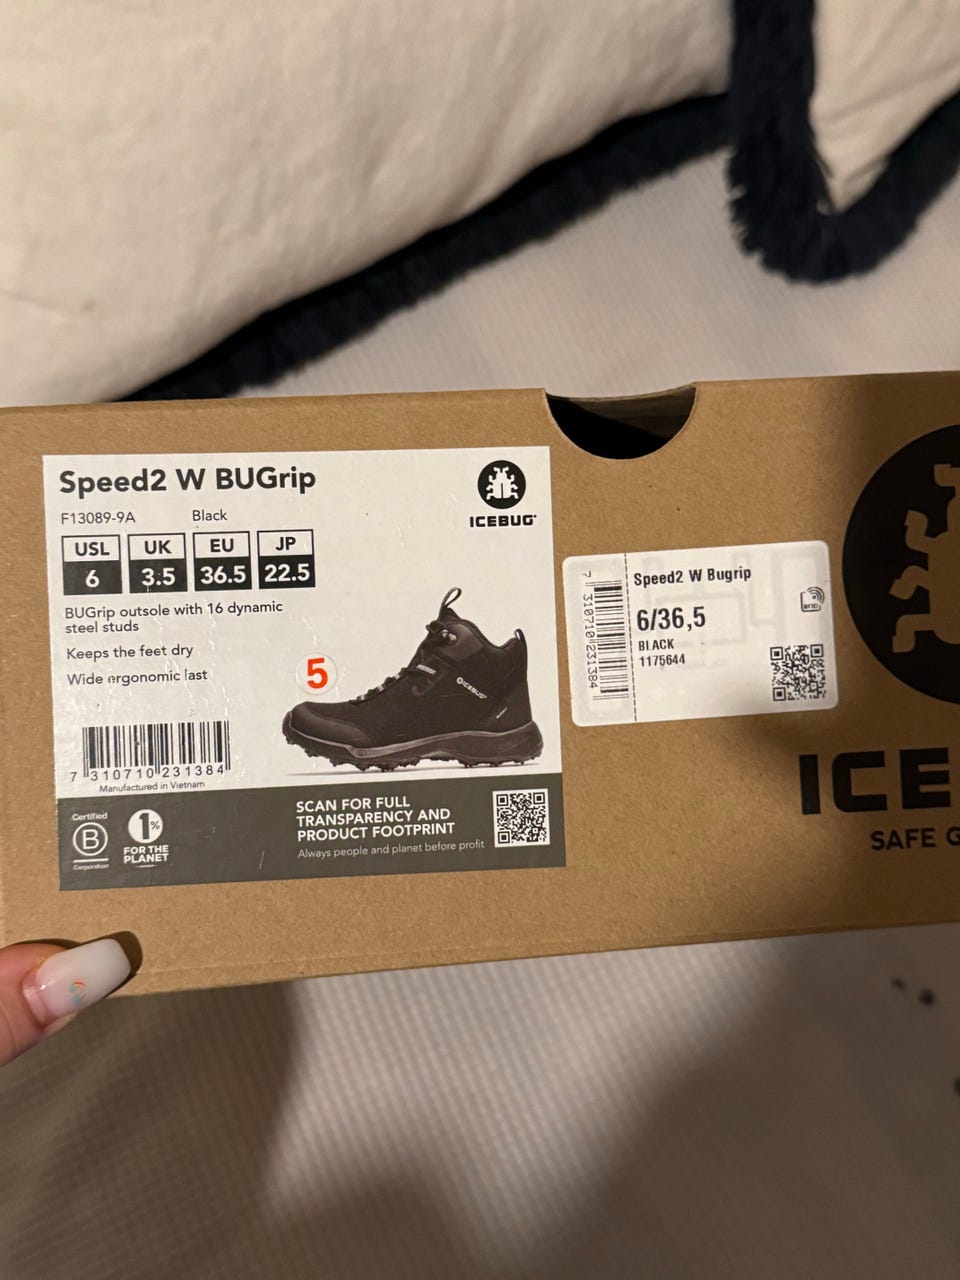 Speed2 W BUGrip
F13089-9A Black
USL UK EU JP
6 3.5 36.5 22.5
BUGrip outsole with 16 dynamic
steel studs
Keeps the feet dry
Wide ergonomic last
5
7 310710 231384
Manufactured in Vietnam
Certified
B
Corporation
1%
FOR THE
PLANET
SCAN FOR FULL
TRANSPARENCY AND
PRODUCT FOOTPRINT
Always people and planet before profit
ICEBUG
ICEBUG
7 310710 231384
Speed2 W Bugrip
6/36,5
BLACK
1175644
RFID
ICE
SAFE G